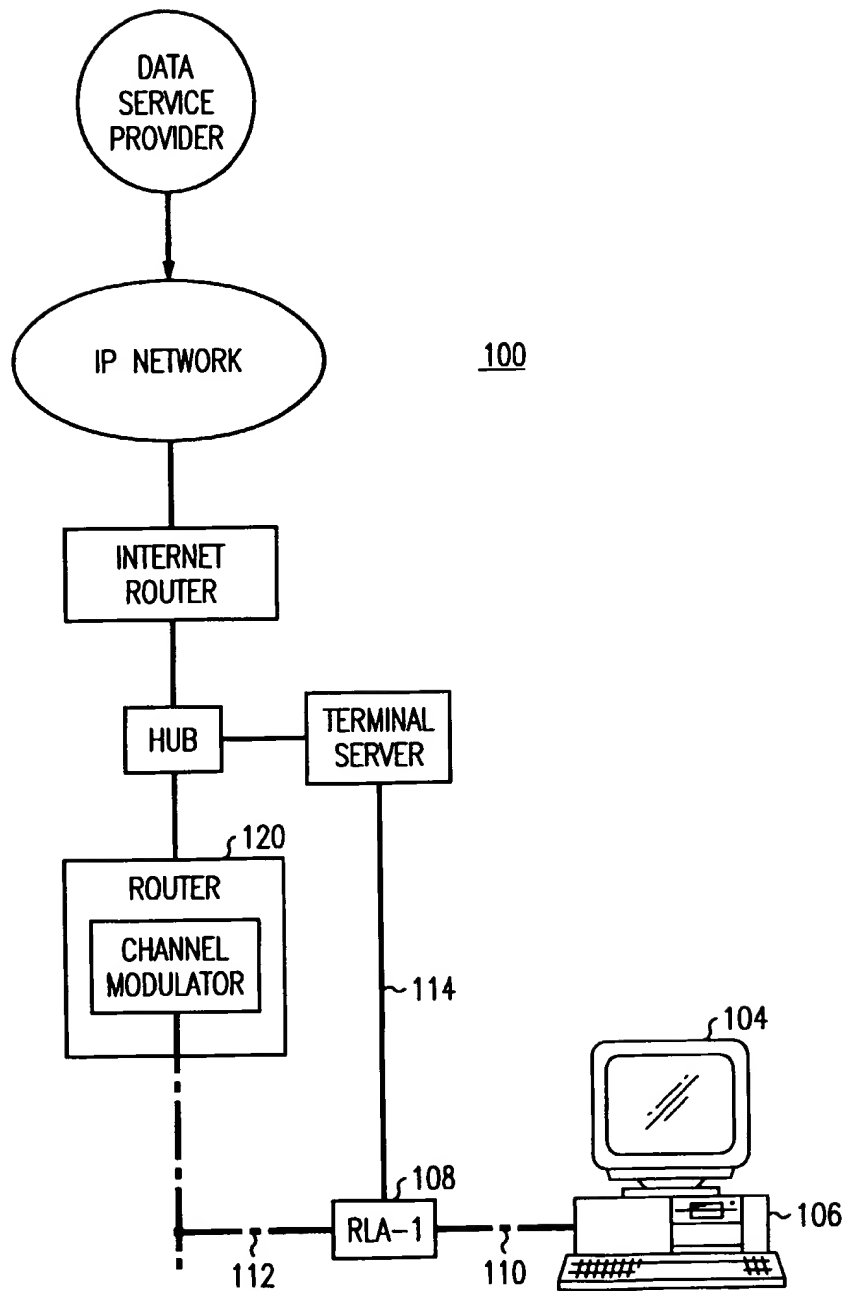 DATA
SERVICE
PROVIDER
IP NETWORK
100
INTERNET
ROUTER
HUB
TERMINAL
SERVER
120
ROUTER
CHANNEL
MODULATOR
114
104
108
RLA-1
106
112
110